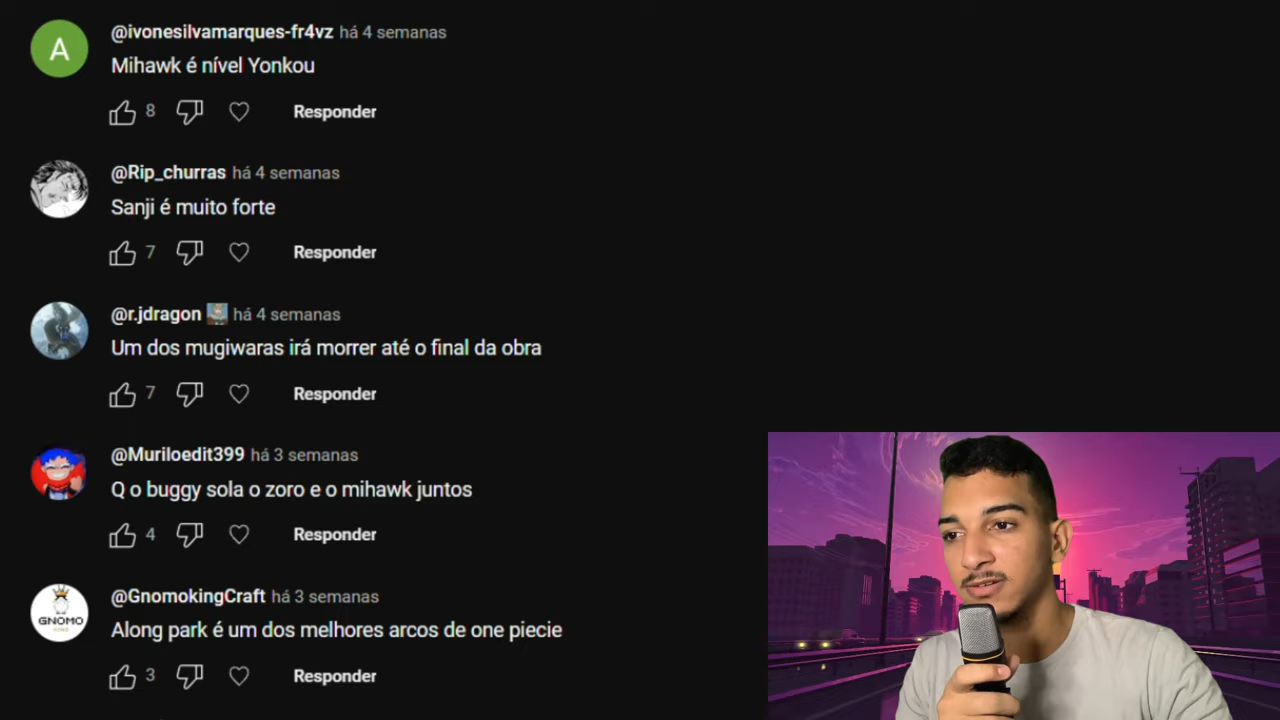 A
@ivonesilvamarques-fr4vz há 4 semanas
Mihawk é nível Yonkou
8 Responder
@Rip_churras há 4 semanas
Sanji é muito forte
7 Responder
@r.jdragon há 4 semanas
Um dos mugiwaras irá morrer até o final da obra
7 Responder
@Muriloedit399 há 3 semanas
Q o buggy sola o zoro e o mihawk juntos
4 Responder
GNOMO
@GnomokingCraft há 3 semanas
Along park é um dos melhores arcos de one piecie
3 Responder